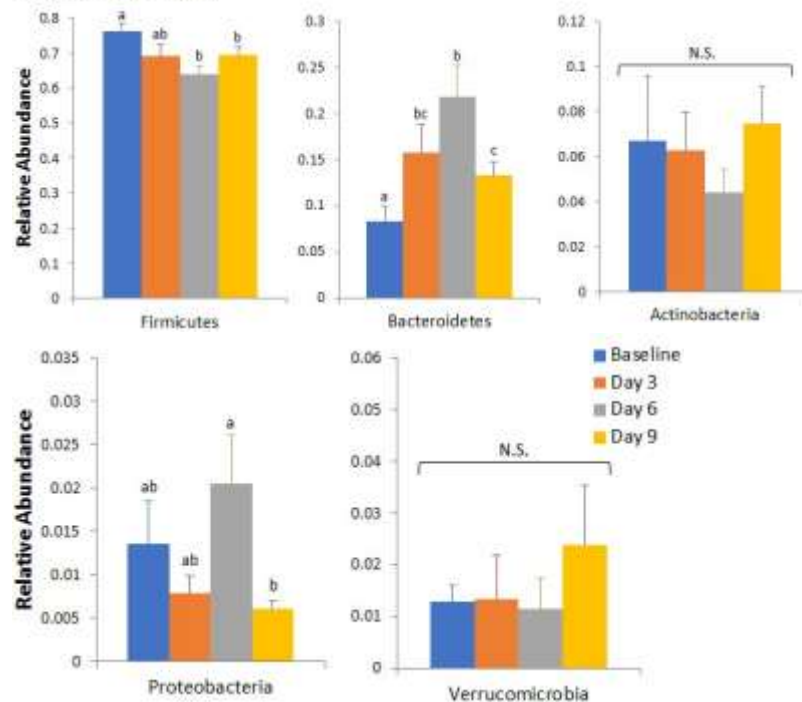 Relative Abundance
0.8
0.7
0.6
0.5
0.4
0.3
0.2
0.1
0
a
ab
b
b
Firmicutes
0.3
0.25
0.2
0.15
0.1
0.05
0
a
bc
b
c
Bacteroidetes
0.12
0.1
0.08
0.06
0.04
0.02
0
N.S.
Actinobacteria
Relative Abundance
0.035
0.03
0.025
0.02
0.015
0.01
0.005
0
ab
ab
a
b
Proteobacteria
0.06
0.05
0.04
0.03
0.02
0.01
0
N.S.
Verrucomicrobia
Baseline
Day 3
Day 6
Day 9